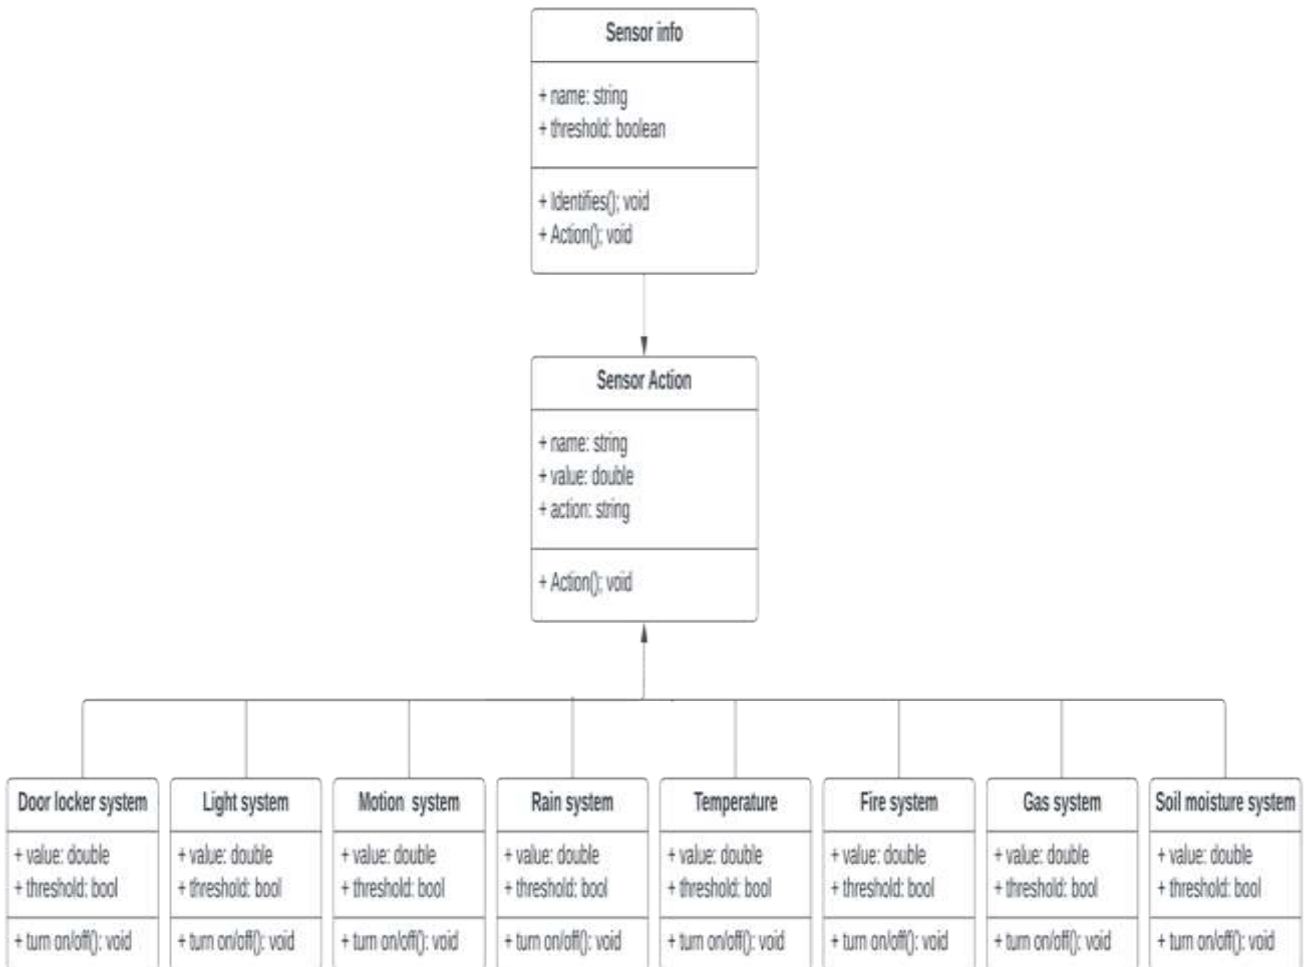 Sensor info
+ name: string
+ threshold: boolean
+ Identifies(); void
+ Action(); void
Sensor Action
+ name: string
+ value: double
+ action: string
+ Action(); void
Door locker system
+ value: double
+ threshold: bool
+ turn on/off(): void
Light system
+ value: double
+ threshold: bool
+ turn on/off(): void
Motion system
+ value: double
+ threshold: bool
+ turn on/off(): void
Rain system
+ value: double
+ threshold: bool
+ turn on/off(): void
Temperature
+ value: double
+ threshold: bool
+ turn on/off(): void
Fire system
+ value: double
+ threshold: bool
+ turn on/off(): void
Gas system
+ value: double
+ threshold: bool
+ turn on/off(): void
Soil moisture system
+ value: double
+ threshold: bool
+ turn on/off(): void